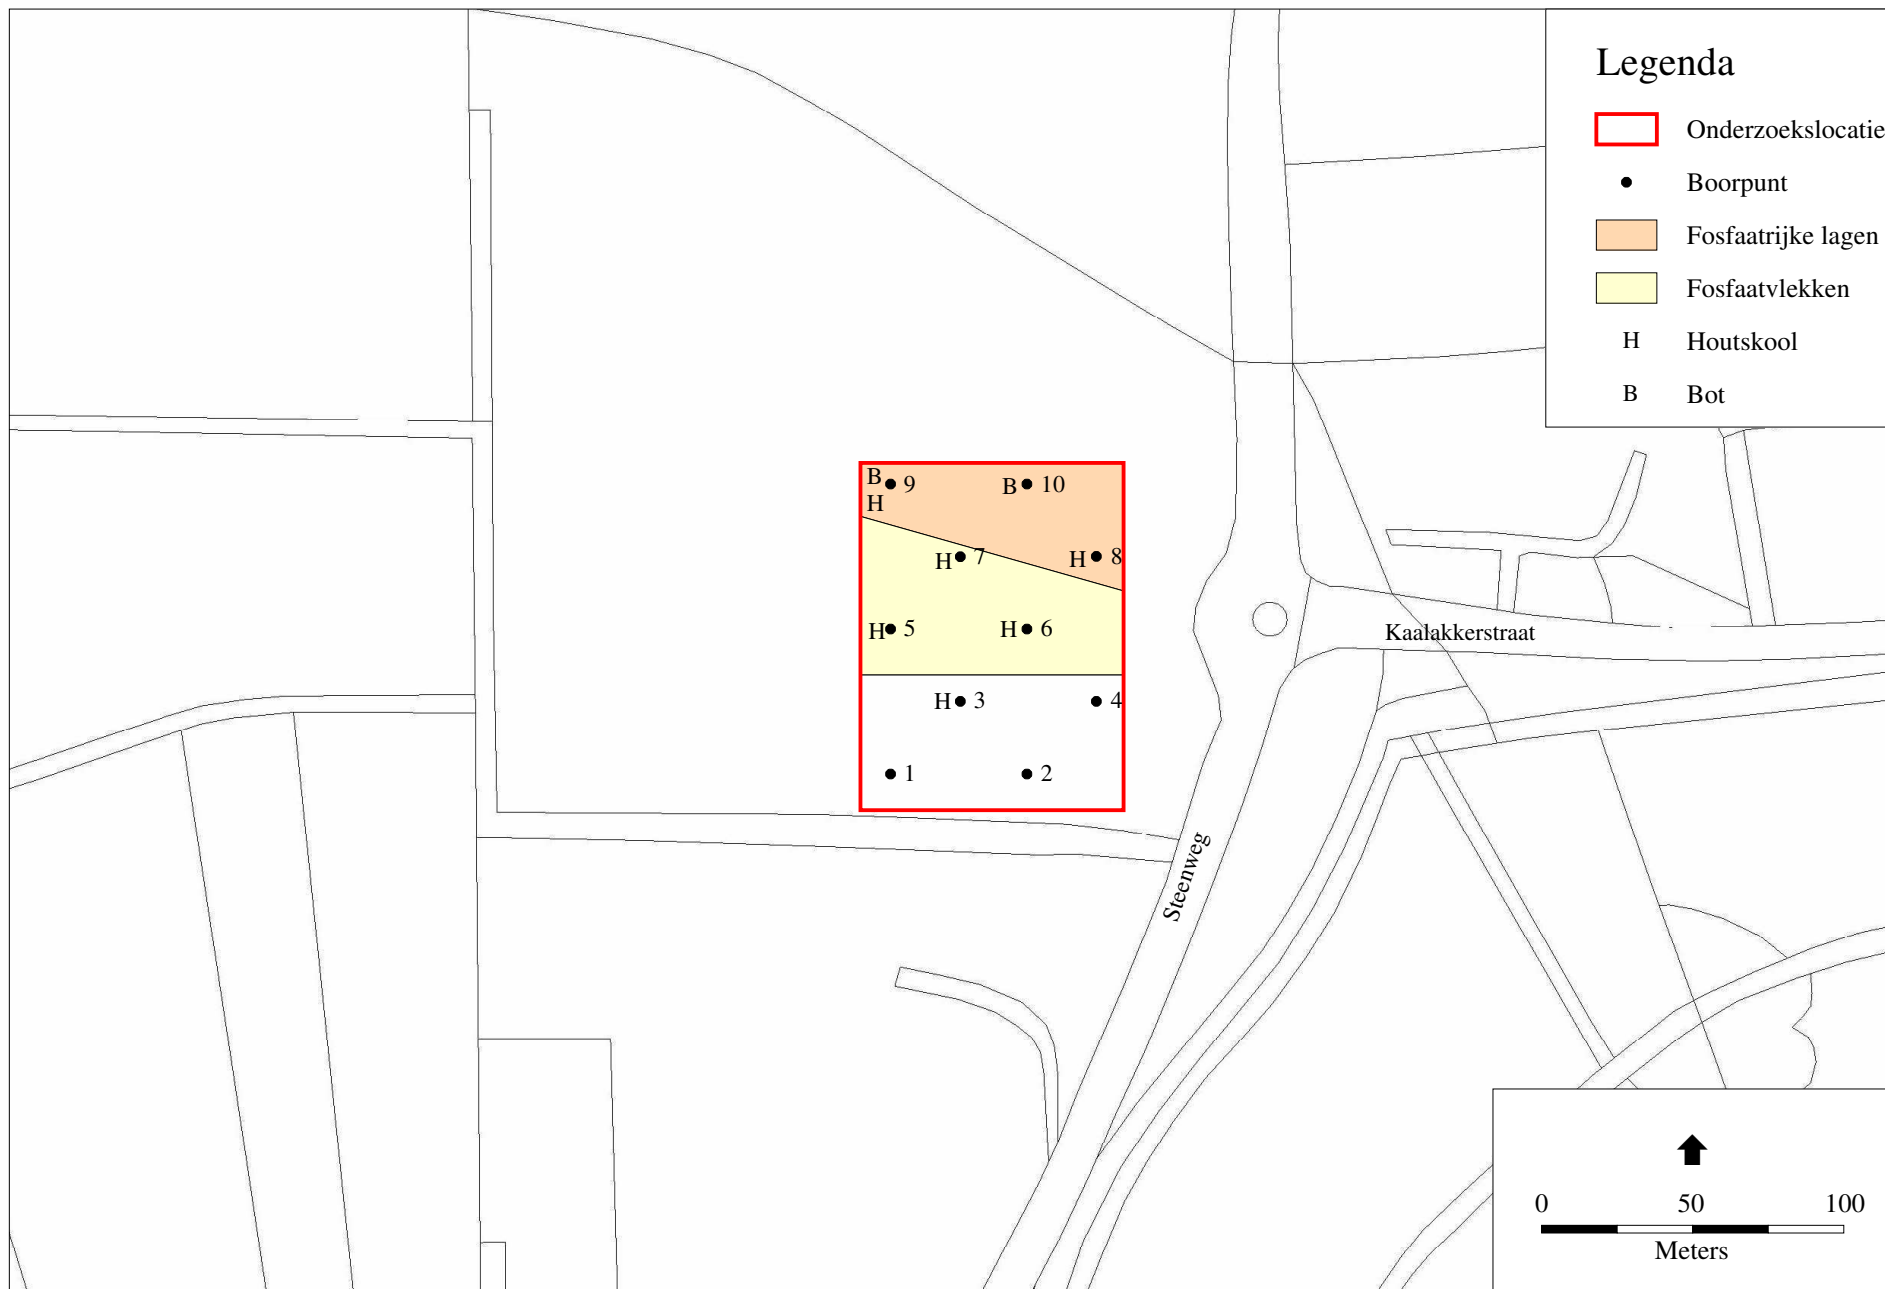 Legenda
Onderzoekslocatie
Boorpunt
Fosfaatrijke lagen
Fosfaatvlekken
H Houtskool
B Bot
B 9
H
B 10
H 7
H 8
H 5
H 6
H 3
4
1
2
Kaalakkerstraat
Steenweg
0 50 100
Meters